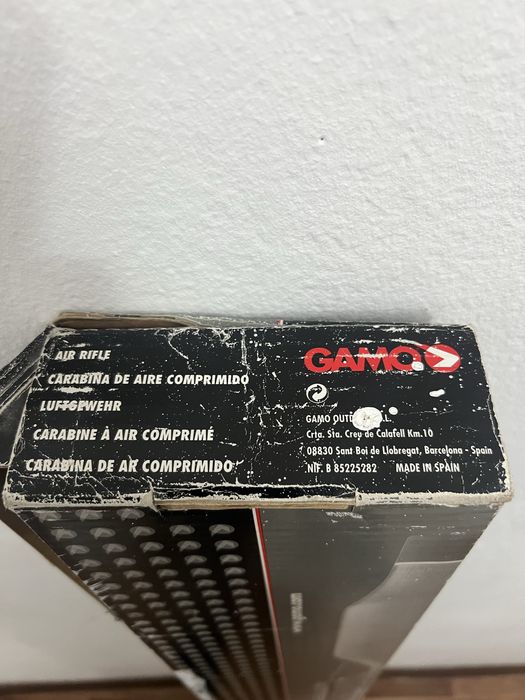 AIR RIFLE
CARABINA DE AIRE COMPRIMIDO
LUFTGEWEHR
CARABINE À AIR COMPRIMÉ
CARABINA DE AR COMPRIMIDO
GAMO
GAMO
Crta. Sta. Creu de Calafell Km.10
08830 Sant Boi de Llobregat, Barcelona - Spain
NIF. B 85225282 MADE IN SPAIN